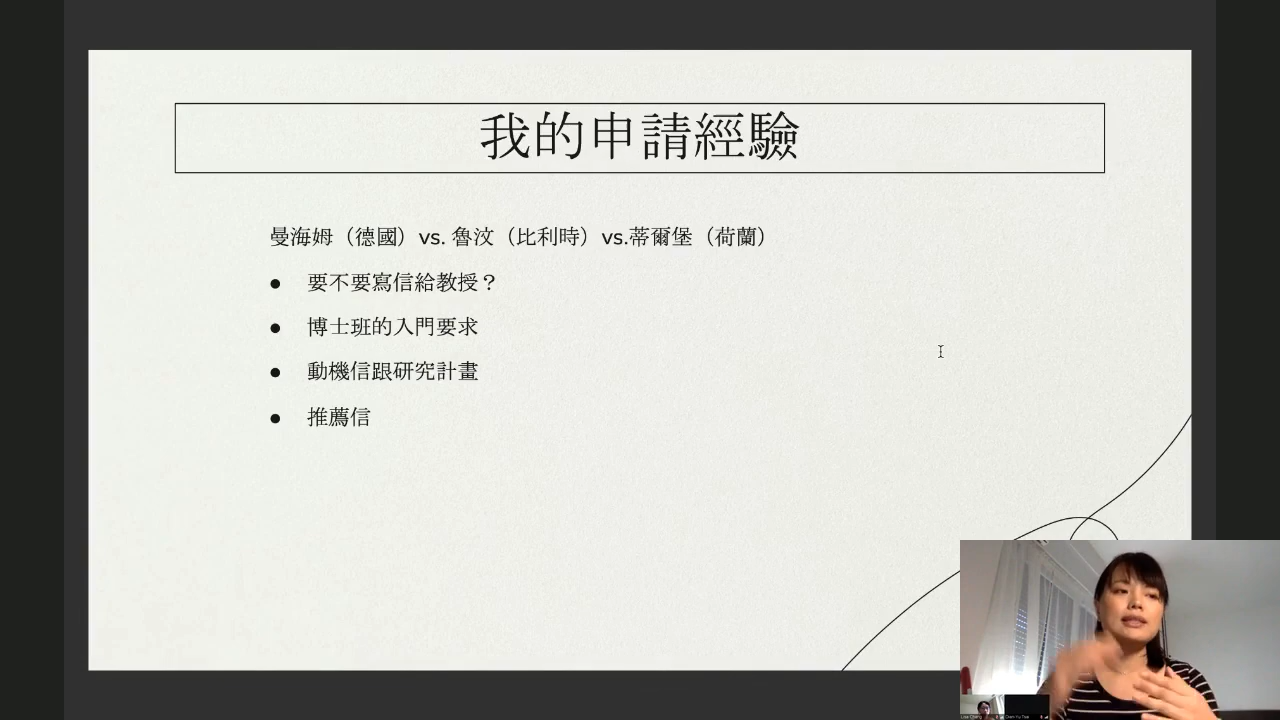 我的申請經驗
曼海姆（德國）vs. 魯汶（比利時）vs.蒂爾堡（荷蘭）
● 要不要寫信給教授？
● 博士班的入門要求
● 動機信跟研究計畫
● 推薦信